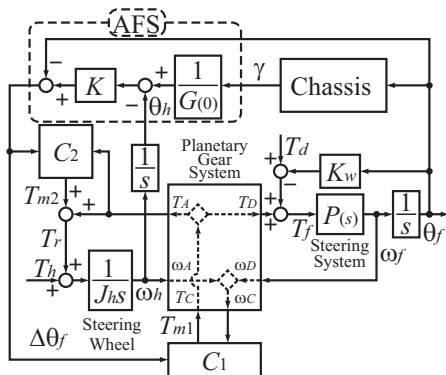 AFS
− + K + − θh 1/G(0) γ Chassis
C2
1/s
Planetary
Gear
System
Td
+ + −
Kw
Tm2
TA TD
+ + + +
Tf P(s) 1/s θf
Steering
System
ωf
Tr
Th + + 1/Jhs ωh
ωA ωD
TC ωC
Steering
Wheel
Tm1
Δθf
C1